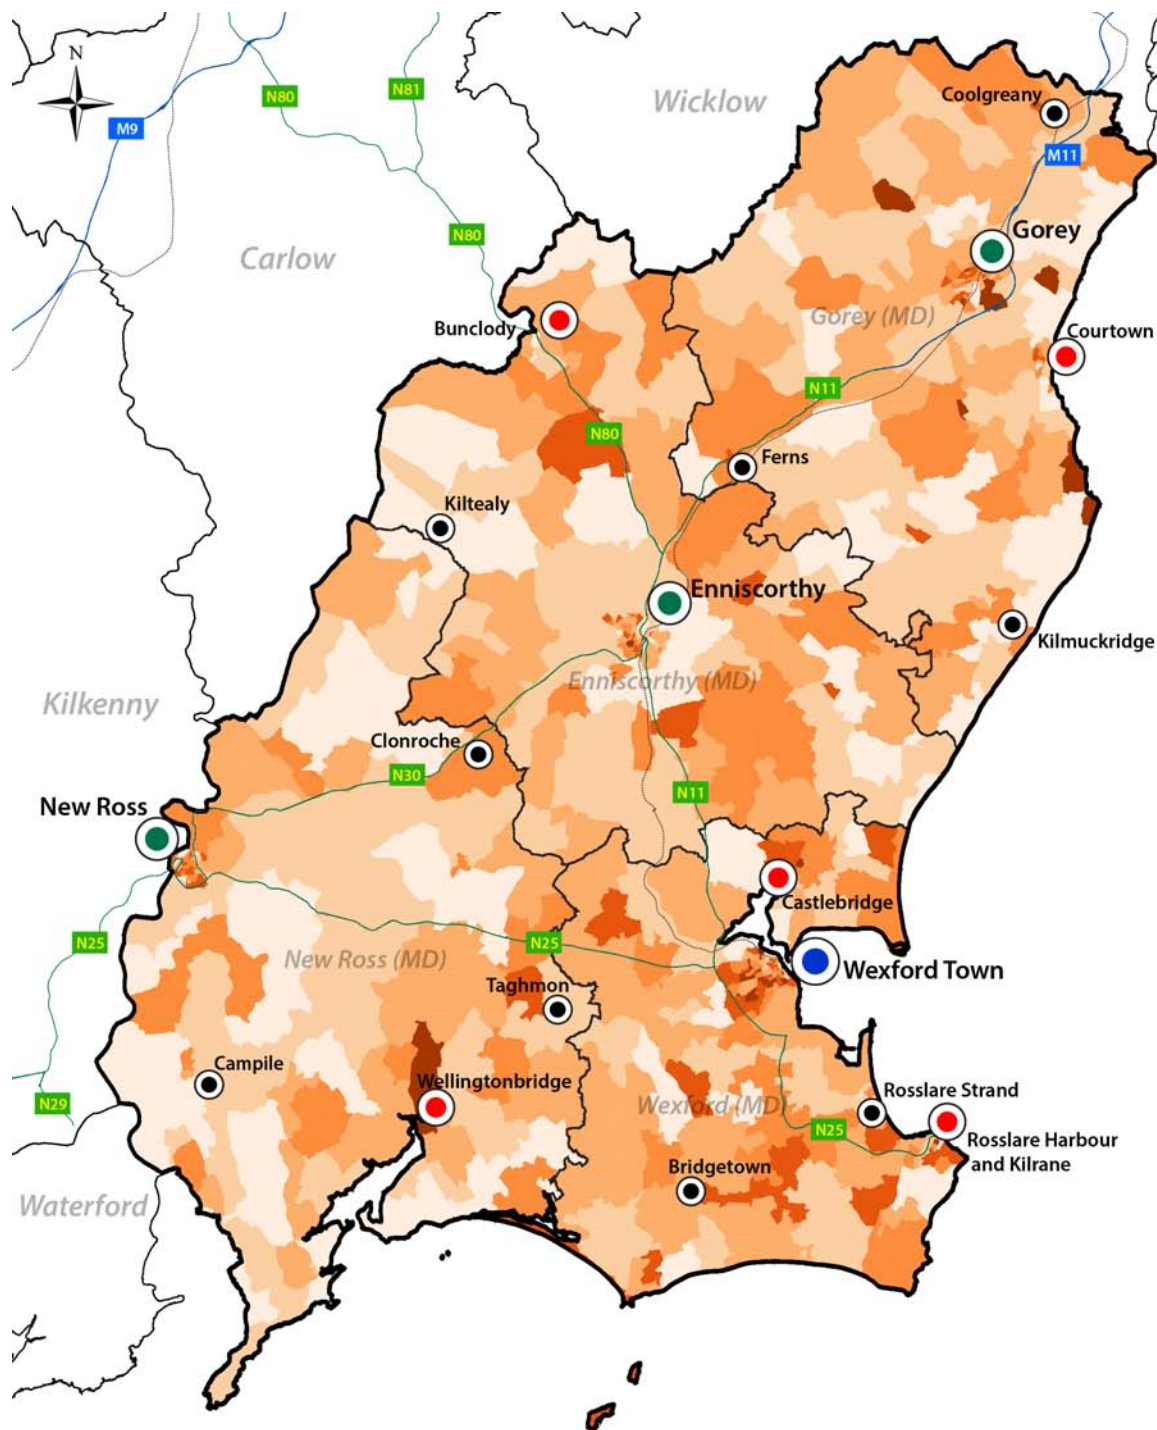 N
N80
N81
Wicklow
Coolgreany
M9
M11
N80
Gorey
Carlow
Gorey (MD)
Bunclody
Courtown
N11
N80
Ferns
Kiltealy
Enniscorthy
Kilmuckridge
Enniscorthy (MD)
Kilkenny
Clonroche
N30
N11
New Ross
Castlebridge
N25
N25
New Ross (MD)
Wexford Town
Taghmon
Campile
Wellingtonbridge
Rosslare Strand
N29
Wexford (MD)
N25
Rosslare Harbour
and Kilrane
Bridgetown
Waterford